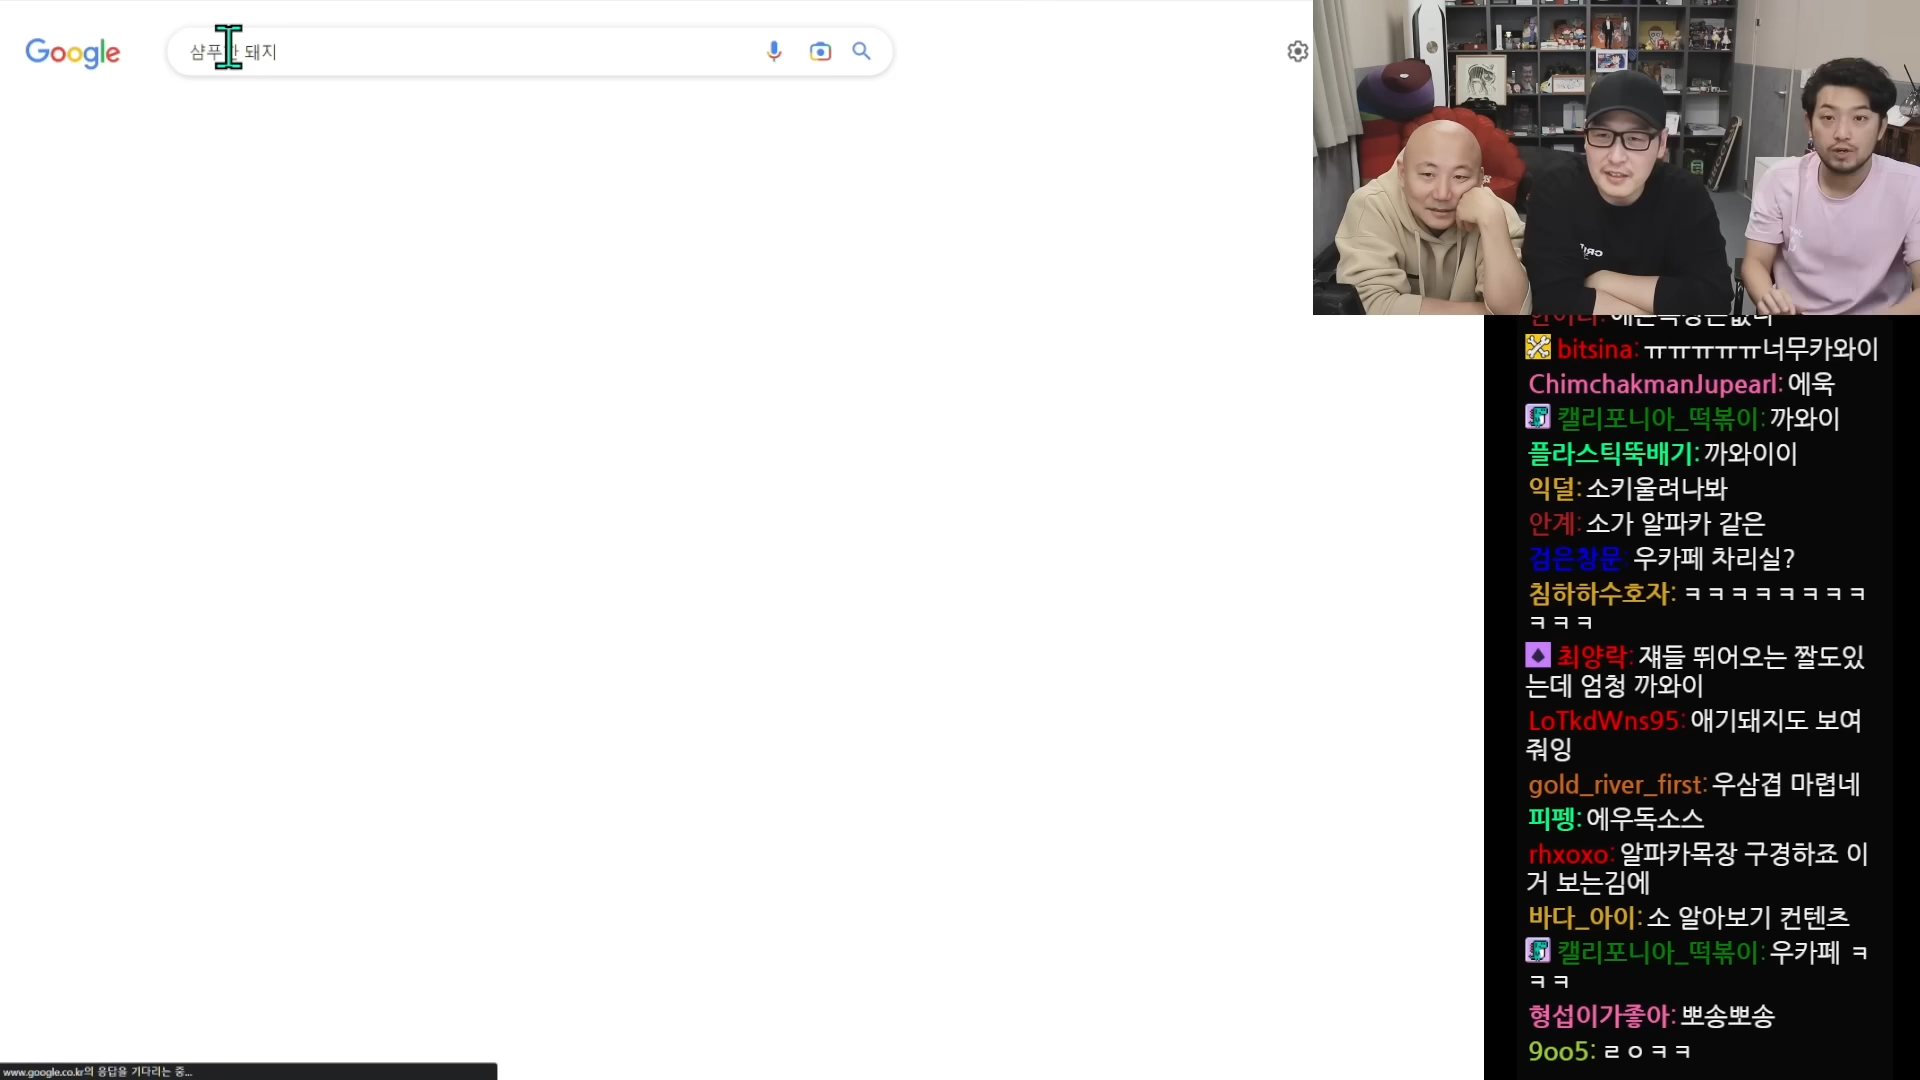 Google
샴푸한 돼지
bitsina: ㅠㅠㅠㅠㅠ너무카와이
ChimchakmanJupearl: 에욱
캘리포니아_떡볶이: 까와이
플라스틱뚝배기: 까와이이
익덜: 소키울려나봐
안계: 소가 알파카 같은
검은창문: 우카페 차리실?
침하하수호자: ㅋㅋㅋㅋㅋㅋㅋㅋ
ㅋㅋㅋ
최양락: 쟤들 뛰어오는 짤도있
는데 엄청 까와이
LoTkdWns95: 애기돼지도 보여
줘잉
gold_river_first: 우삼겹 마렵네
피펭: 에우독소스
rhxoxo: 알파카목장 구경하죠 이
거 보는김에
바다_아이: 소 알아보기 컨텐츠
캘리포니아_떡볶이: 우카페 ㅋ
ㅋㅋ
형섭이가좋아: 뽀송뽀송
9oo5: ㄹㅇㅋㅋ
www.google.co.kr의 응답을 기다리는 중...